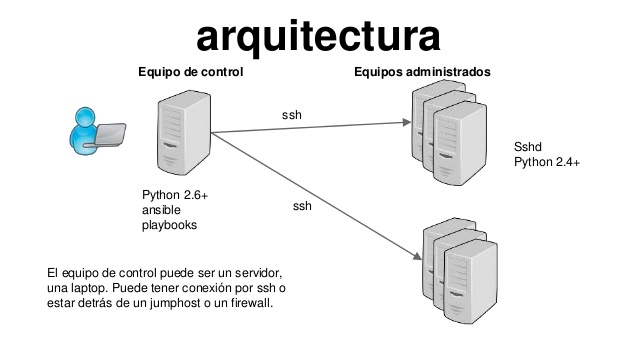 arquitectura
Equipo de control
Equipos administrados
ssh
Sshd
Python 2.4+
Python 2.6+
ansible
playbooks
ssh
El equipo de control puede ser un servidor,
una laptop. Puede tener conexión por ssh o
estar detrás de un jumphost o un firewall.